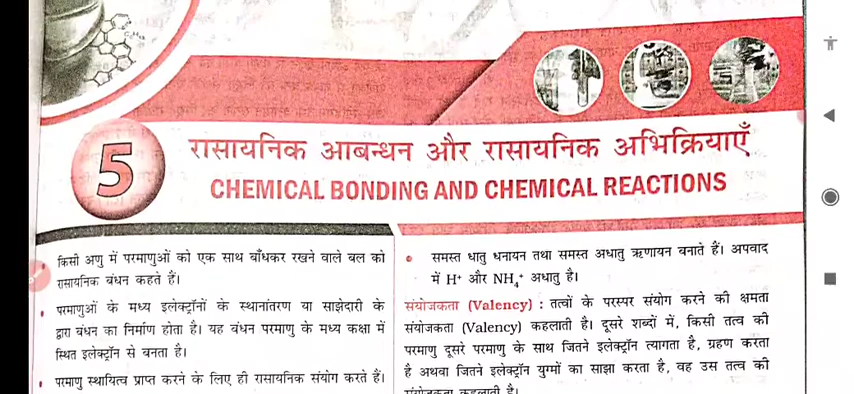 5
रासायनिक आबन्धन और रासायनिक अभिक्रियाएँ
CHEMICAL BONDING AND CHEMICAL REACTIONS
किसी अणु में परमाणुओं को एक साथ बाँधकर रखने वाले बल को
रासायनिक बंधन कहते हैं।
परमाणुओं के मध्य इलेक्ट्रॉनों के स्थानांतरण या साझेदारी के
द्वारा बंधन का निर्माण होता है। यह बंधन परमाणु के मध्य कक्षा में
स्थित इलेक्ट्रॉन से बनता है।
परमाणु स्थायित्व प्राप्त करने के लिए ही रासायनिक संयोग करते हैं।
समस्त धातु धनायन तथा समस्त अधातु ऋणायन बनाते हैं। अपवाद
में H⁺ और NH₄⁺ अधातु है।
संयोजकता (Valency) : तत्वों के परस्पर संयोग करने की क्षमता
संयोजकता (Valency) कहलाती है। दूसरे शब्दों में, किसी तत्व की
परमाणु दूसरे परमाणु के साथ जितने इलेक्ट्रॉन त्यागता है, ग्रहण करता
है अथवा जितने इलेक्ट्रॉन युग्मों का साझा करता है, वह उस तत्व की
संयोजकता कहलाती है।